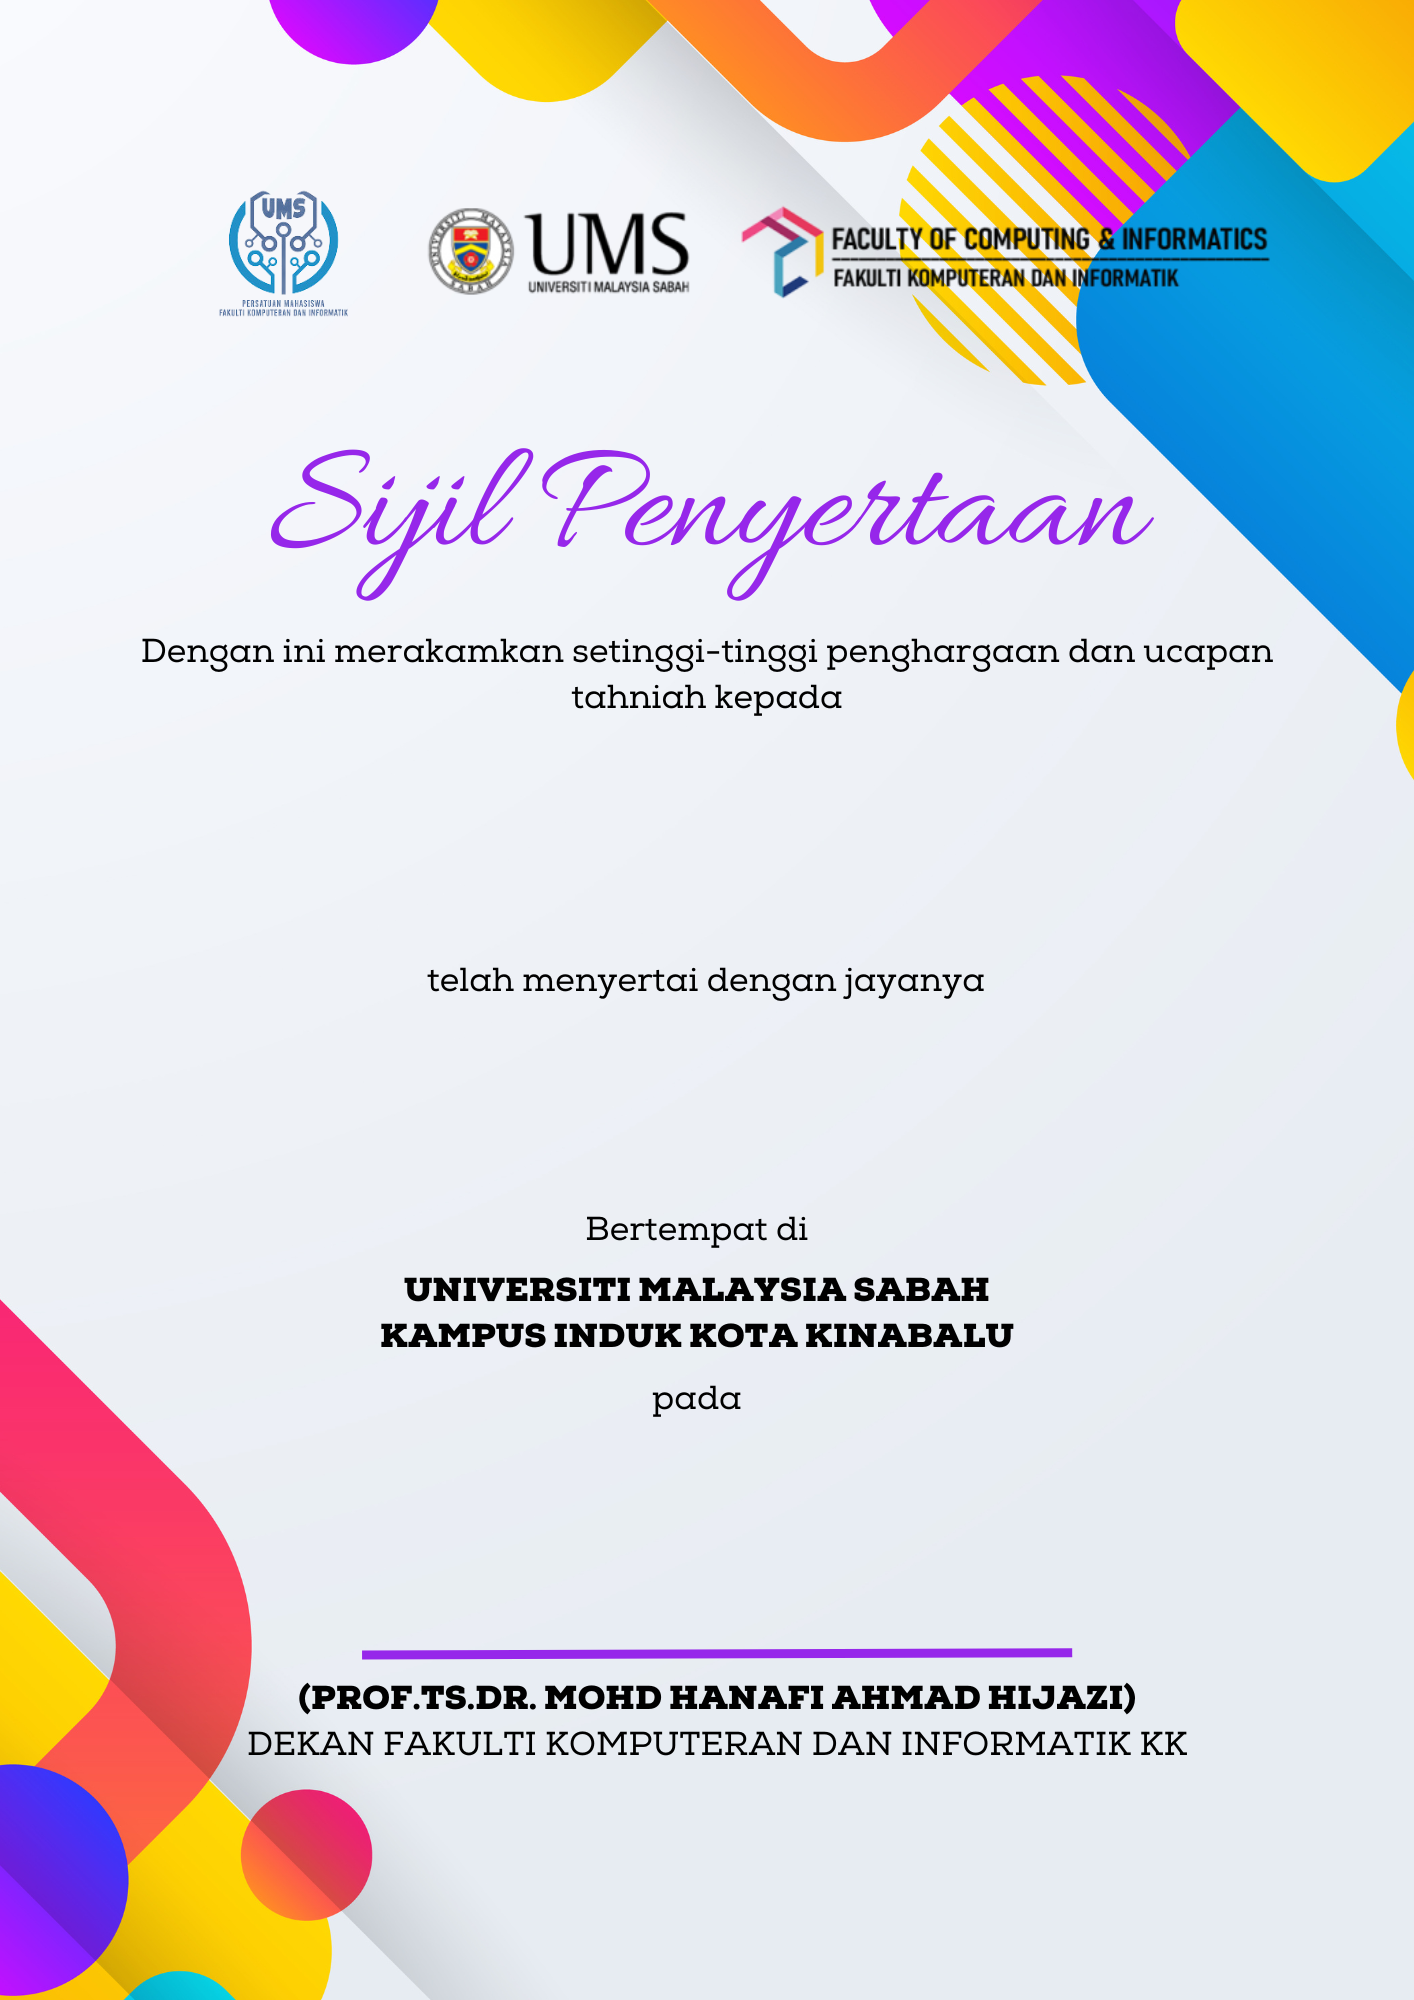 UMS
PERSATUAN MAHASISWA
FAKULTI KOMPUTERAN DAN INFORMATIK
UNIVERSITI MALAYSIA SABAH
UMS
UNIVERSITI MALAYSIA SABAH
FACULTY OF COMPUTING & INFORMATICS
FAKULTI KOMPUTERAN DAN INFORMATIK
Sijil Penyertaan
Dengan ini merakamkan setinggi-tinggi penghargaan dan ucapan
tahniah kepada
telah menyertai dengan jayanya
Bertempat di
UNIVERSITI MALAYSIA SABAH
KAMPUS INDUK KOTA KINABALU
pada
(PROF.TS.DR. MOHD HANAFI AHMAD HIJAZI)
DEKAN FAKULTI KOMPUTERAN DAN INFORMATIK KK